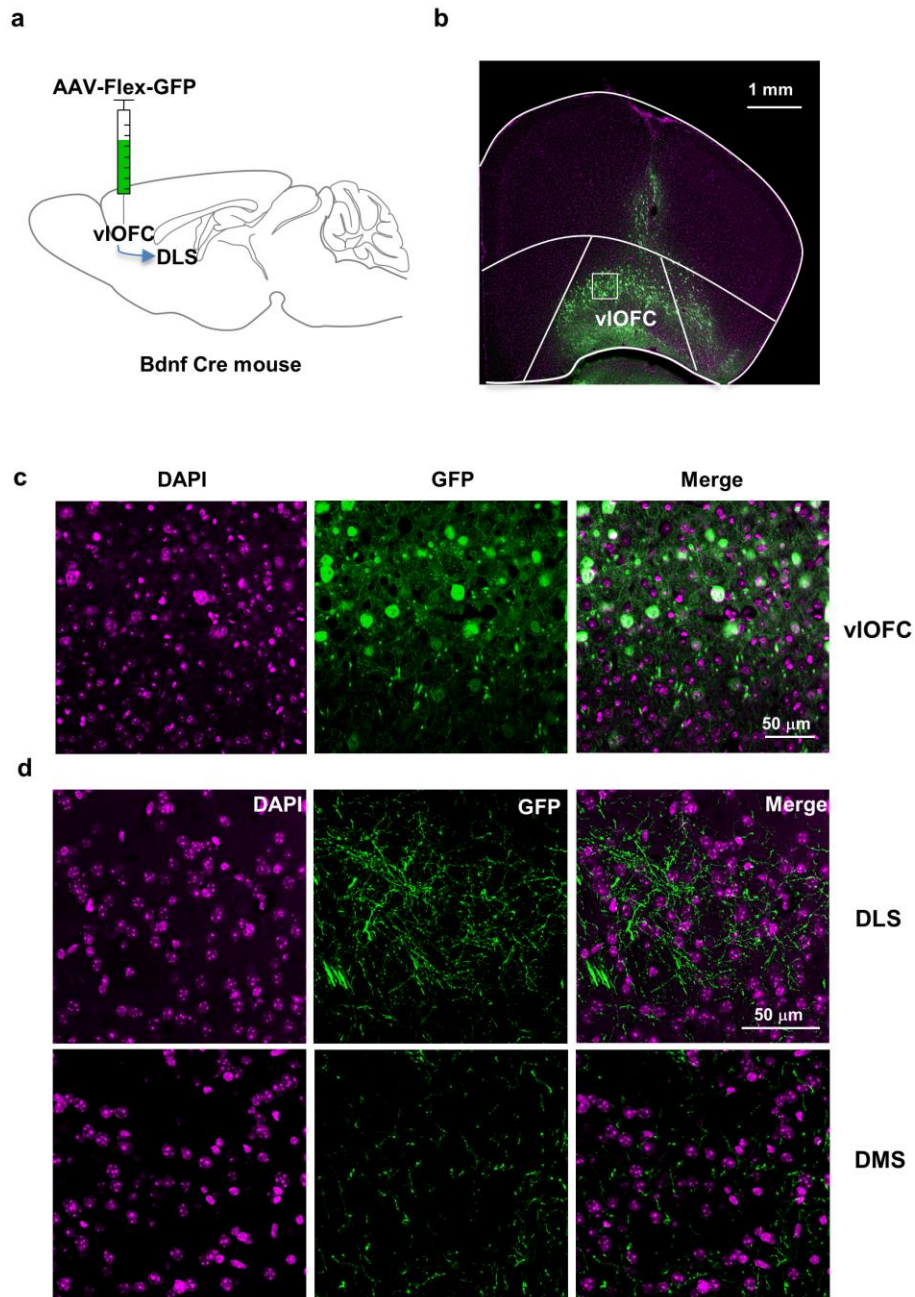 a
b
AAV-Flex-GFP
1 mm
vlOFC
DLS
vlOFC
Bdnf Cre mouse
c
DAPI
GFP
Merge
vlOFC
50 μm
d
DAPI
GFP
Merge
DLS
50 μm
DMS